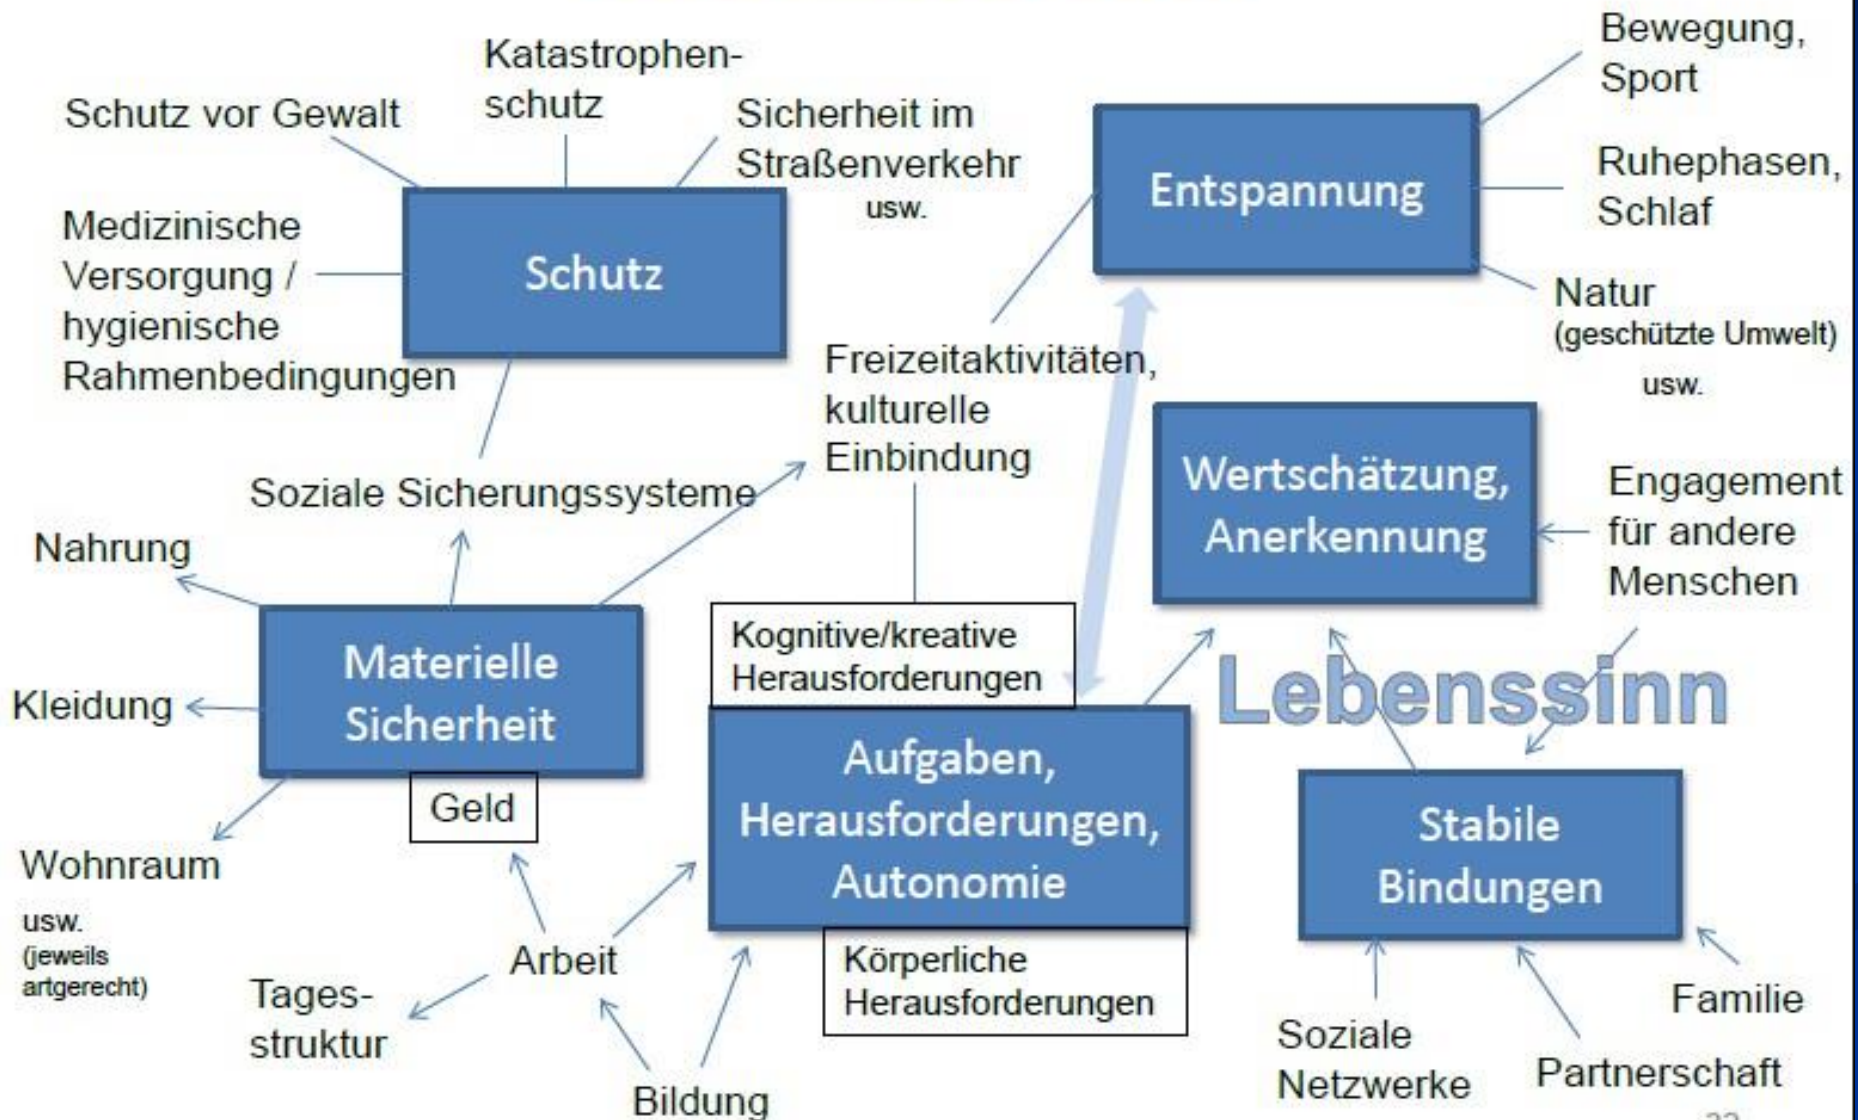 Katastrophen-
schutz
Schutz vor Gewalt
Sicherheit im
Straßenverkehr
usw.
Medizinische
Versorgung /
hygienische
Rahmenbedingungen
Schutz
Bewegung,
Sport
Entspannung
Ruhephasen,
Schlaf
Natur
(geschützte Umwelt)
usw.
Freizeitaktivitäten,
kulturelle
Einbindung
Soziale Sicherungssysteme
Wertschätzung,
Anerkennung
Engagement
für andere
Menschen
Nahrung
Kleidung
Materielle
Sicherheit
Geld
Wohnraum
usw.
(jeweils
artgerecht)
Kognitive/kreative
Herausforderungen
Aufgaben,
Herausforderungen,
Autonomie
Körperliche
Herausforderungen
Lebenssinn
Stabile
Bindungen
Arbeit
Tages-
struktur
Bildung
Soziale
Netzwerke
Partnerschaft
Familie